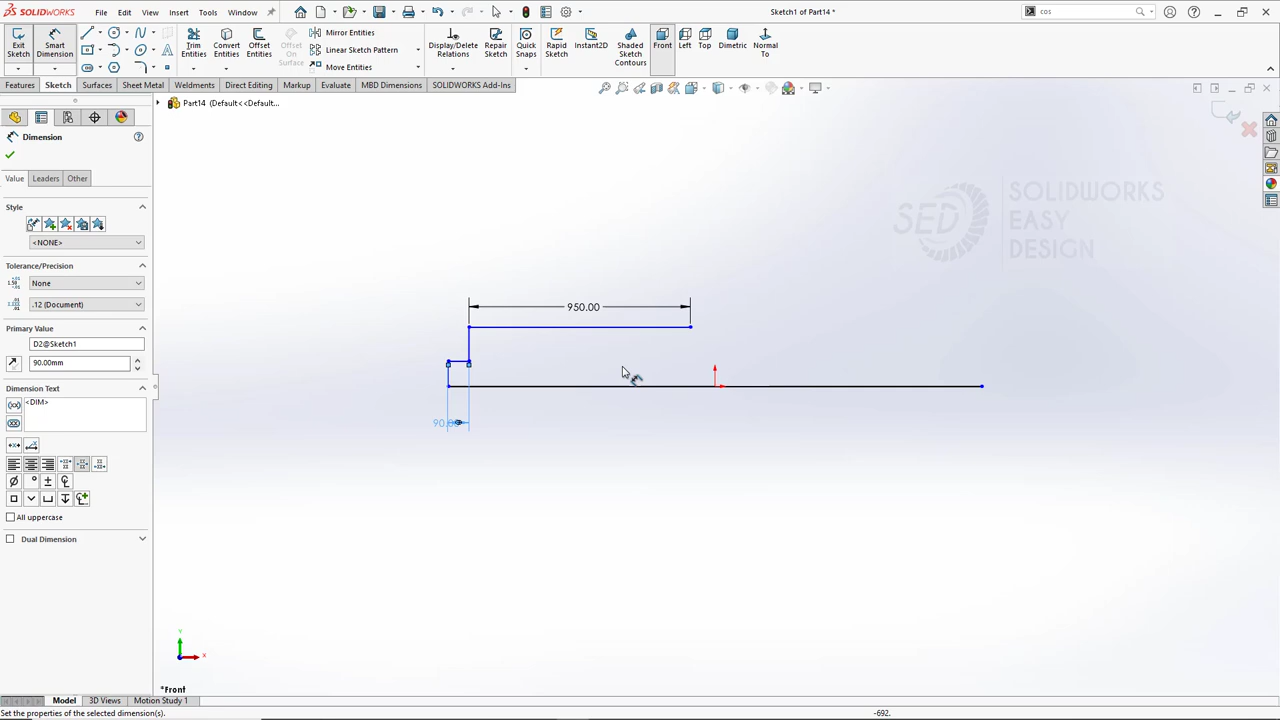 SOLIDWORKS
File
Edit
View
Insert
Tools
Window
Sketch1 of Part14 *
cos
Exit Sketch
Smart Dimension
Trim Entities
Convert Entities
Offset Entities
Offset On Surface
Mirror Entities
Linear Sketch Pattern
Move Entities
Display/Delete Relations
Repair Sketch
Quick Snaps
Rapid Sketch
Instant2D
Shaded Sketch Contours
Front
Left
Top
Dimetric
Normal To
Features
Sketch
Surfaces
Sheet Metal
Weldments
Direct Editing
Markup
Evaluate
MBD Dimensions
SOLIDWORKS Add-Ins
Part14 (Default<<Default...
Dimension
Value
Leaders
Other
Style
<NONE>
Tolerance/Precision
None
.12 (Document)
Primary Value
D2@Sketch1
90.00mm
Dimension Text
<DIM>
All uppercase
Dual Dimension
950.00
SED
SOLIDWORKS
EASY
DESIGN
Y
X
*Front
Model
3D Views
Motion Study 1
Set the properties of the selected dimension(s).
-692.